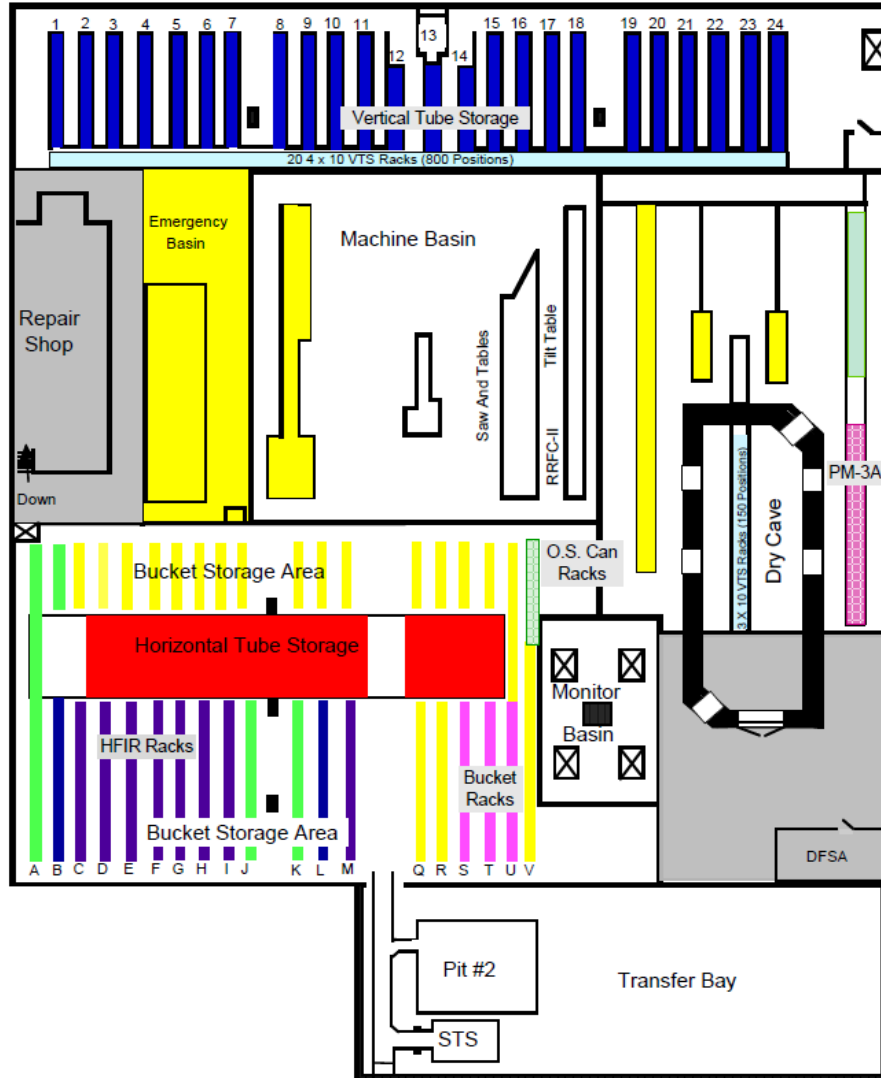 1 2 3 4 5 6 7 8 9 10 11 12 13 14 15 16 17 18 19 20 21 22 23 24
Vertical Tube Storage
20 4 x 10 VTS Racks (800 Positions)
Emergency
Basin
Machine Basin
Repair
Shop
Down
Saw And Tables
RRFC-II
Tilt Table
PM-3A
3 X 10 VTS Racks (150 Positions)
Dry Cave
O.S. Can
Racks
Bucket Storage Area
Horizontal Tube Storage
Monitor
Basin
HFIR Racks
Bucket
Racks
Bucket Storage Area
DFSA
A B C D E F G H I J K L M Q R S T U V
Pit #2
Transfer Bay
STS